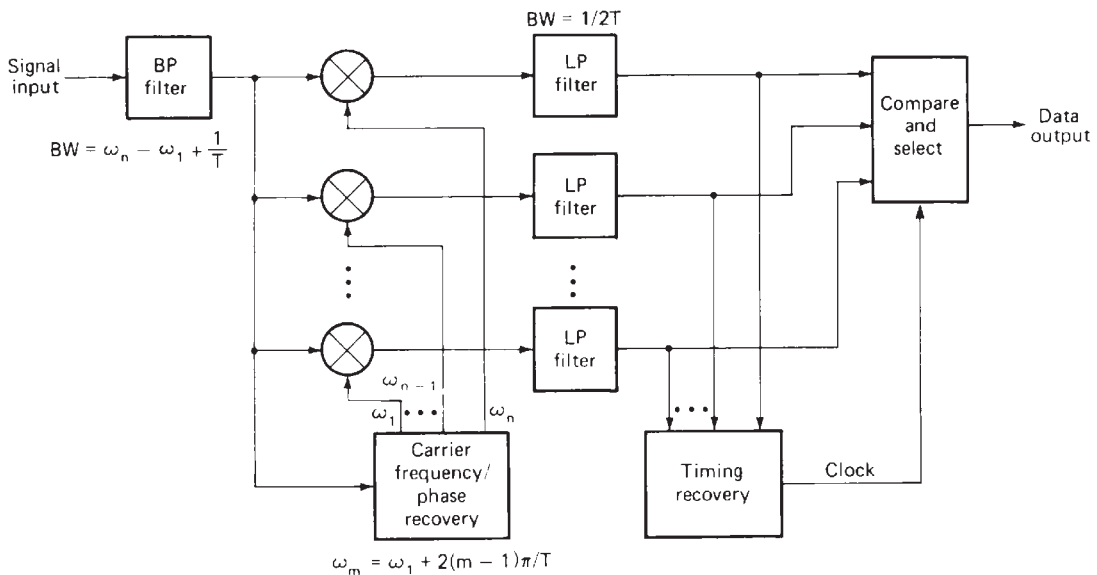 BW = 1/2T
Signal
input
BP
filter
LP
filter
Compare
and
select
Data
output
BW = ω_n − ω_1 + 1/T
LP
filter
LP
filter
ω_{n−1}
ω_1
ω_n
Carrier
frequency/
phase
recovery
Timing
recovery
Clock
ω_m = ω_1 + 2(m − 1)π/T